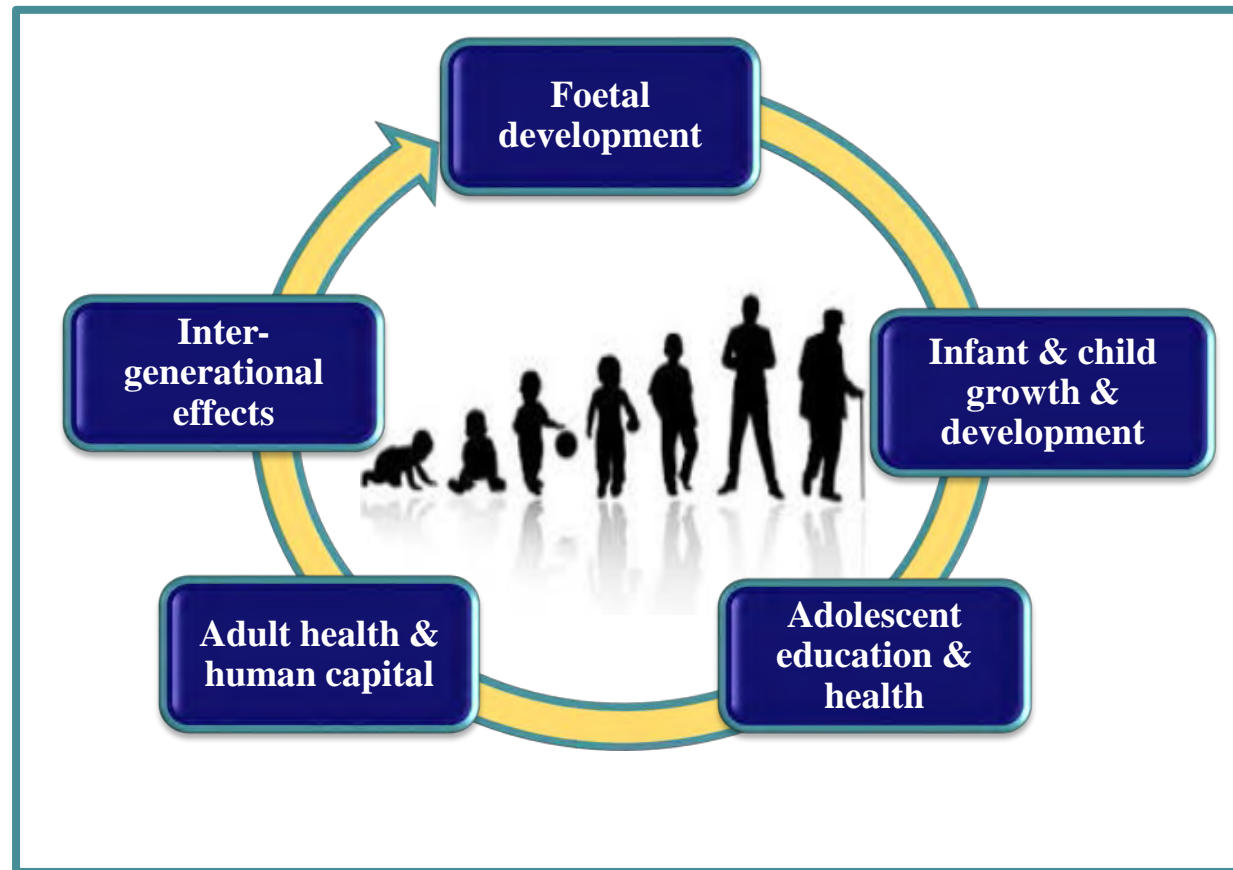 Foetal
development
Infant & child
growth &
development
Adolescent
education &
health
Adult health &
human capital
Inter-
generational
effects